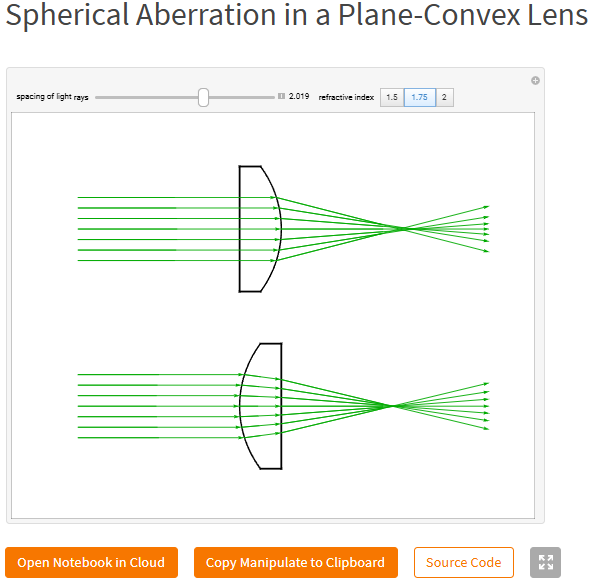 Spherical Aberration in a Plane-Convex Lens
spacing of light rays 2.019 refractive index 1.5 1.75 2
Open Notebook in Cloud Copy Manipulate to Clipboard Source Code